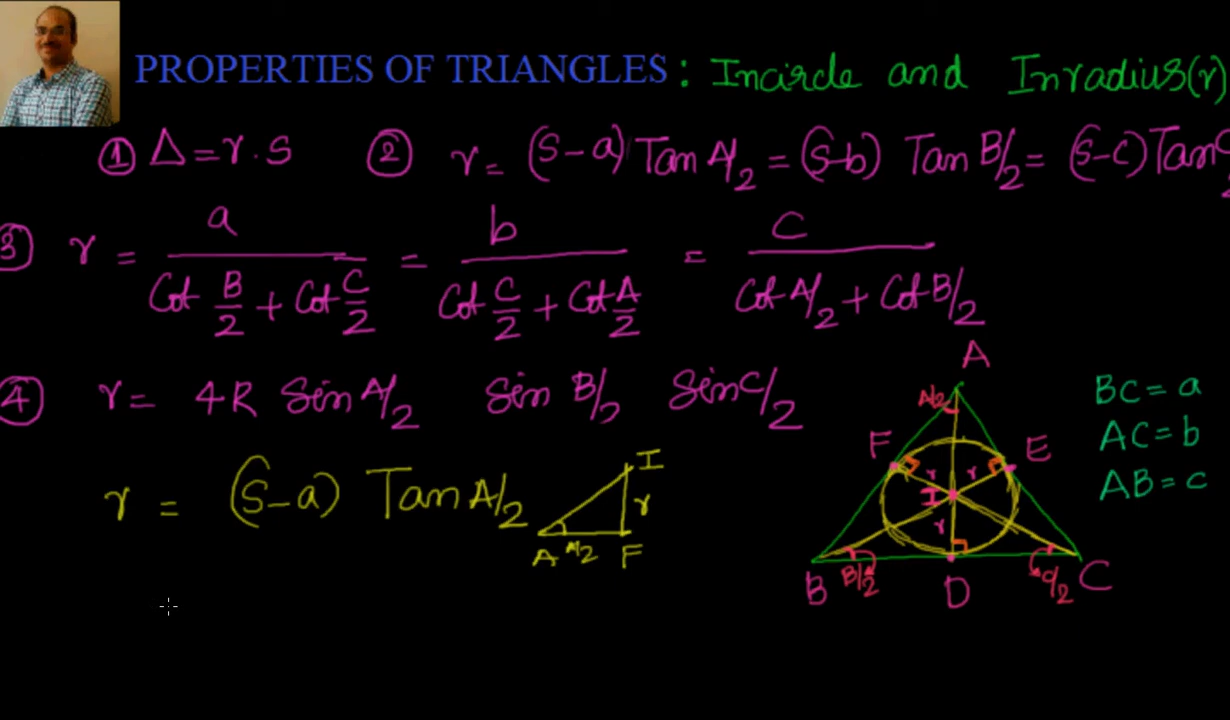 PROPERTIES OF TRIANGLES : Incircle and Inradius(r)
① Δ = r.s ② r = (s-a) Tan A/2 = (s-b) Tan B/2 = (s-c) Tan C/2
③ r = a / (Cot B/2 + Cot C/2) = b / (Cot C/2 + Cot A/2) = c / (Cot A/2 + Cot B/2)
④ r = 4R Sin A/2 Sin B/2 Sin C/2
r = (s-a) Tan A/2
I
r
A A/2 F
A
A/2
F E
r r
I
r
B B/2 D C/2 C
BC = a
AC = b
AB = c